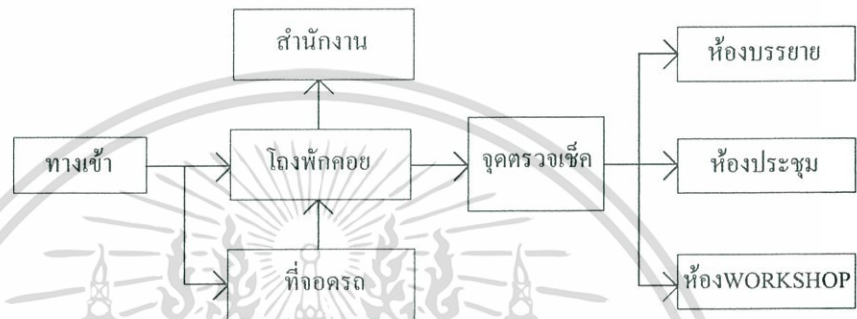 สำนักงาน
ห้องบรรยาย
ทางเข้า
โถงพักคอย
จุดตรวจเช็ค
ห้องประชุม
ที่จอดรถ
ห้องWORKSHOP